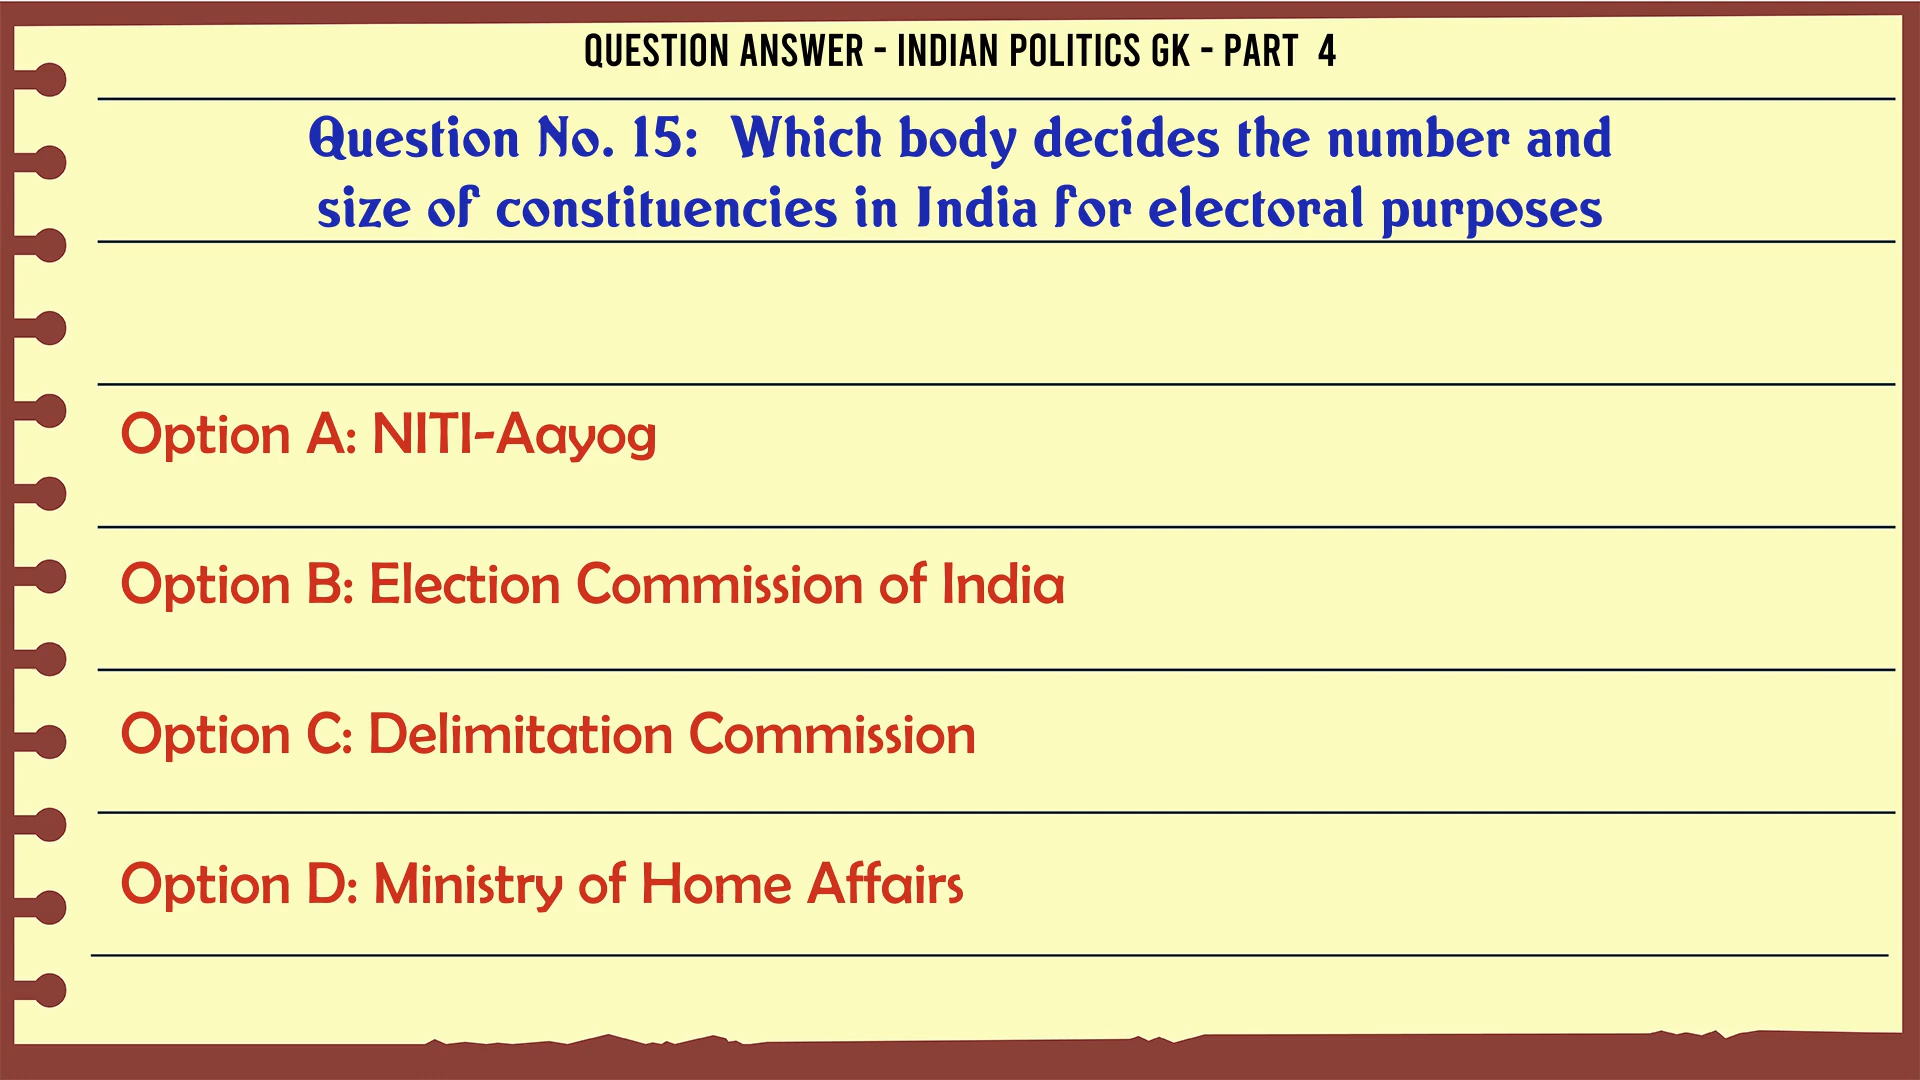 QUESTION ANSWER - INDIAN POLITICS GK - PART 4
Question No. 15: Which body decides the number and
size of constituencies in India for electoral purposes
Option A: NITI-Aayog
Option B: Election Commission of India
Option C: Delimitation Commission
Option D: Ministry of Home Affairs